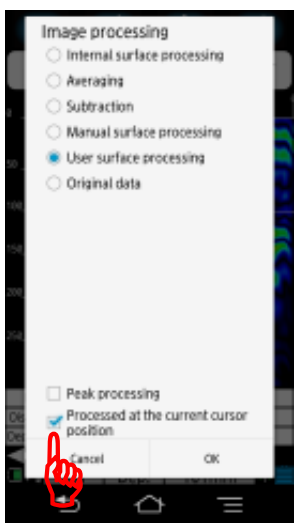 Image processing
Internal surface processing
Averaging
Subtraction
Manual surface processing
User surface processing
Original data
Peak processing
Processed at the current cursor
position
Cancel
OK